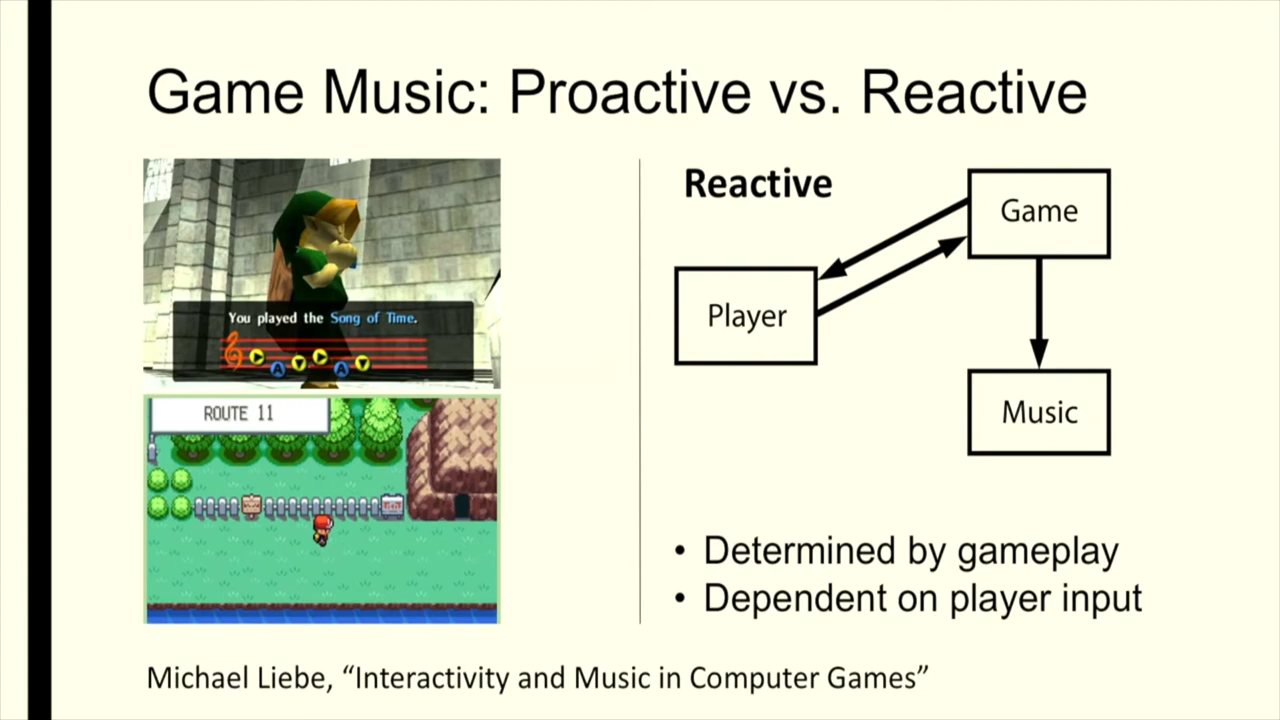 Game Music: Proactive vs. Reactive
You played the Song of Time.
A
A
ROUTE 11
Reactive
Game
Player
Music
• Determined by gameplay
• Dependent on player input
Michael Liebe, “Interactivity and Music in Computer Games”